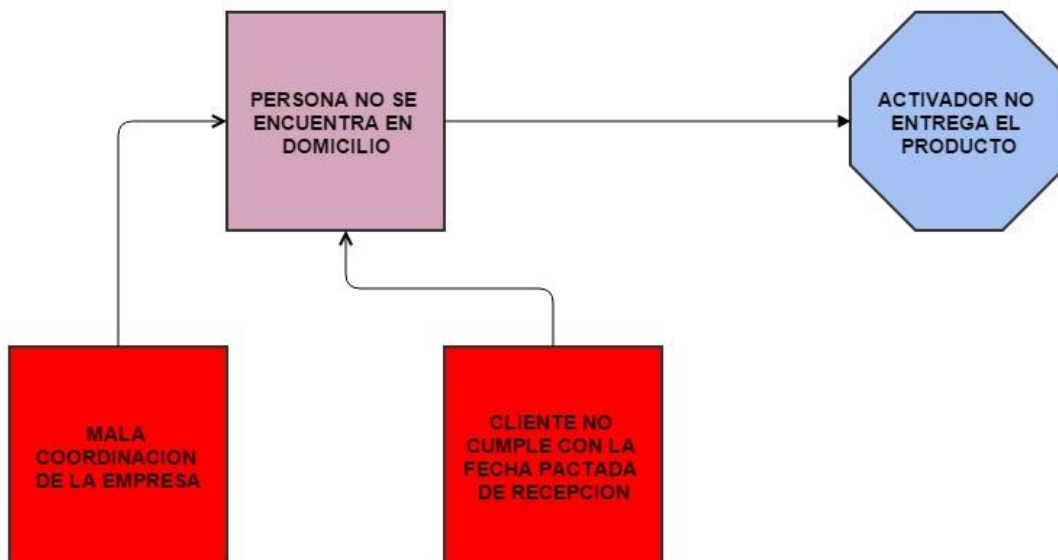 PERSONA NO SE
ENCUENTRA EN
DOMICILIO
ACTIVADOR NO
ENTREGA EL
PRODUCTO
MALA
COORDINACION
DE LA EMPRESA
CLIENTE NO
CUMPLE CON LA
FECHA PACTADA
DE RECEPCION